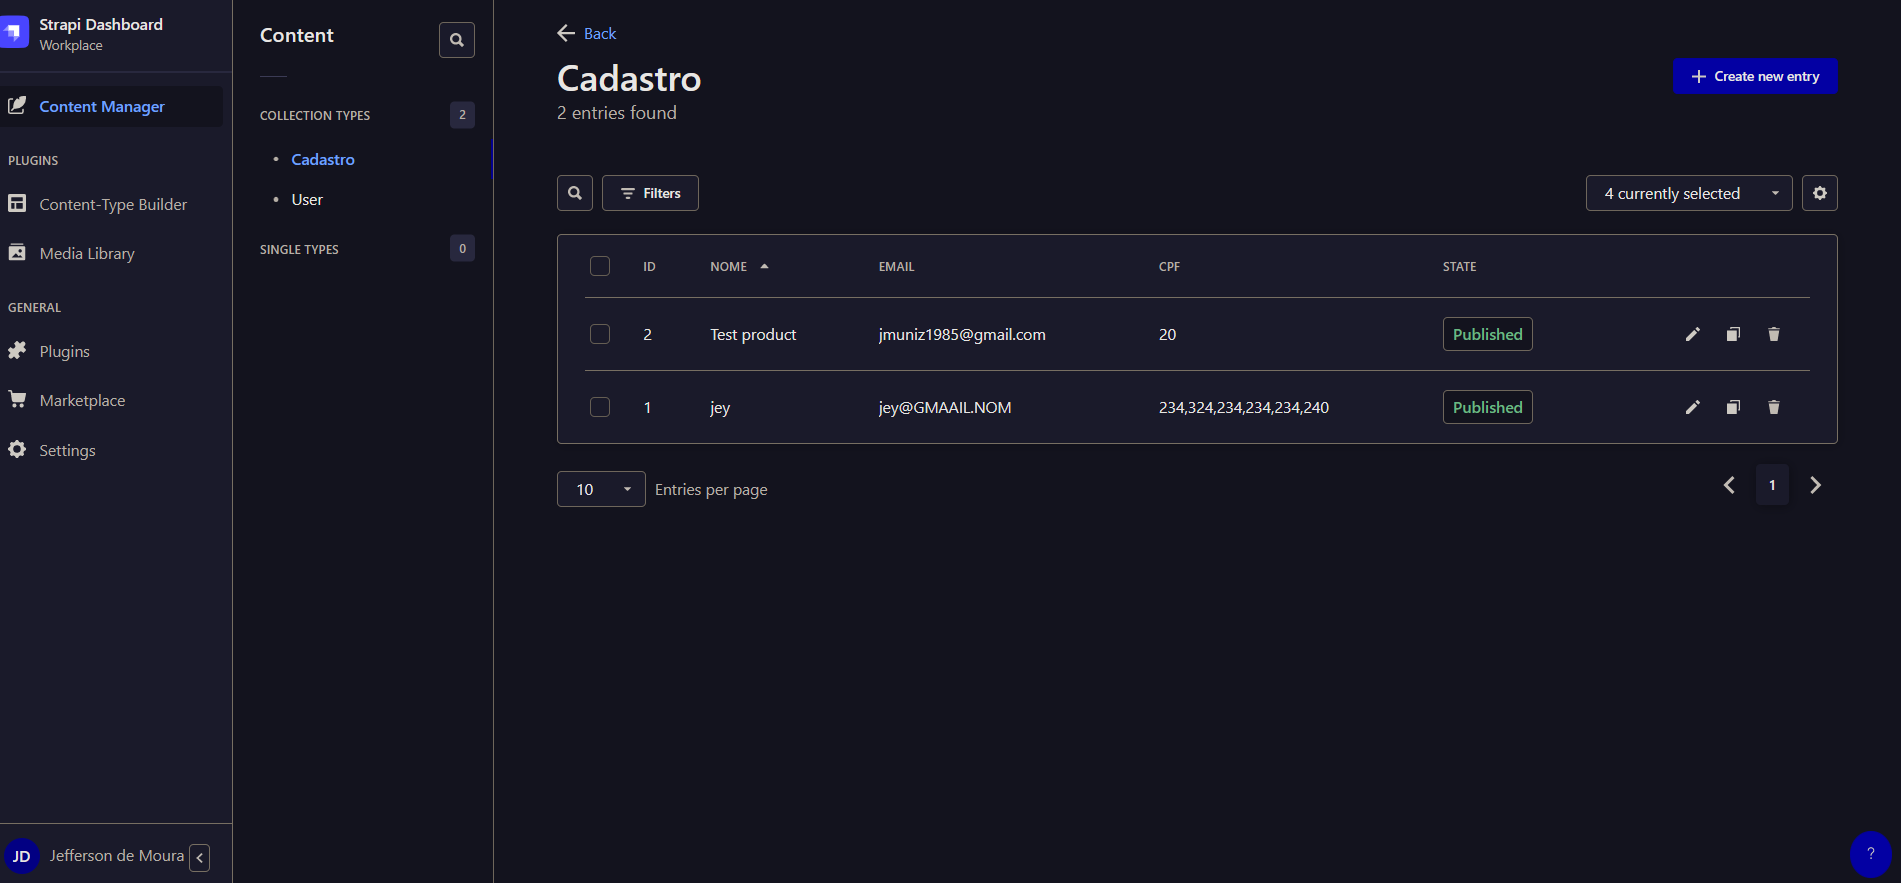 Strapi Dashboard
Workplace
Content Manager
PLUGINS
Content-Type Builder
Media Library
GENERAL
Plugins
Marketplace
Settings
JD Jefferson de Moura
Content
COLLECTION TYPES 2
• Cadastro
• User
SINGLE TYPES 0
Back
Cadastro
2 entries found
Create new entry
Filters
4 currently selected
ID NOME EMAIL CPF STATE
2 Test product jmuniz1985@gmail.com 20 Published
1 jey jey@GMAAIL.NOM 234,324,234,234,234,240 Published
10 Entries per page
1
?